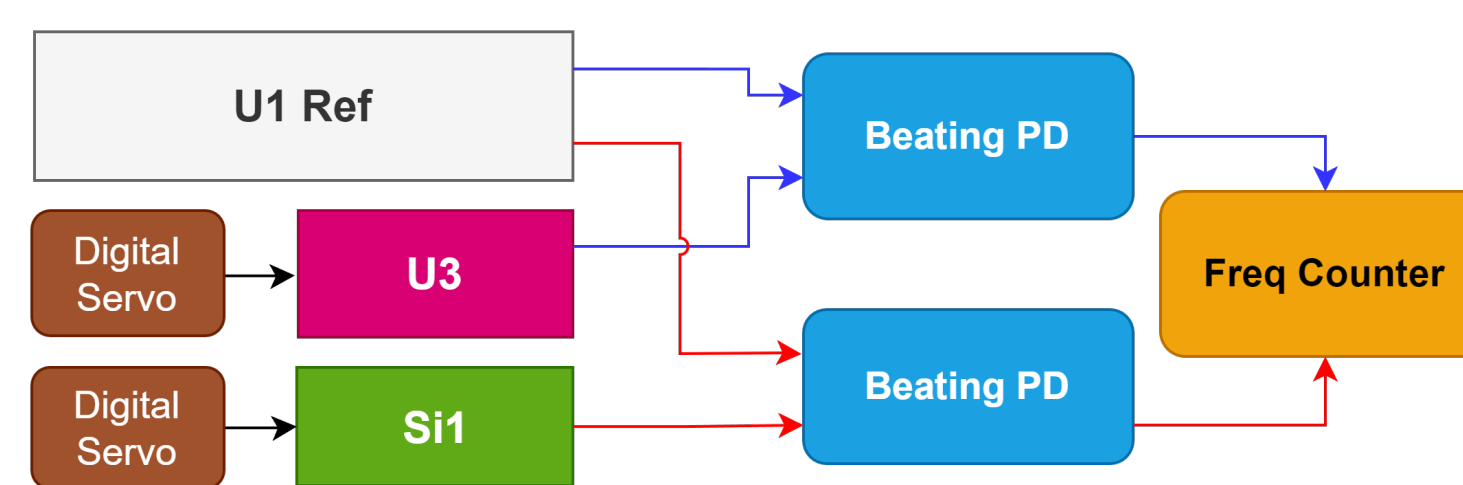 U1 Ref
Beating PD
Digital
Servo
U3
Freq Counter
Digital
Servo
Si1
Beating PD